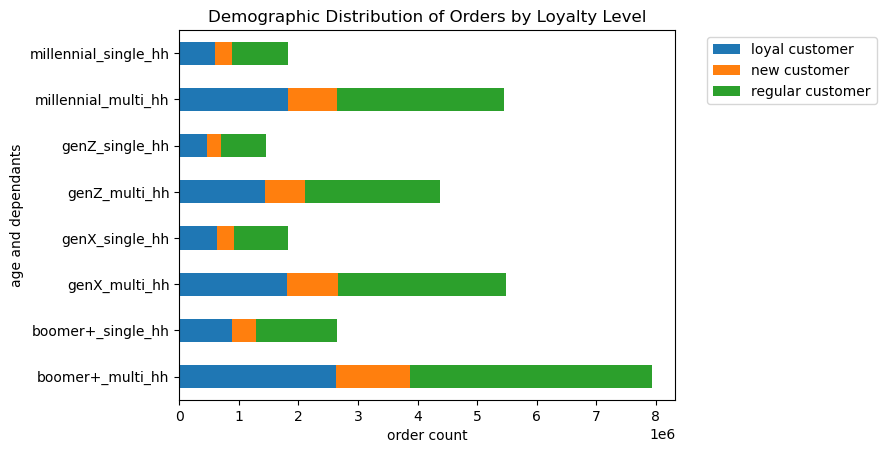 Demographic Distribution of Orders by Loyalty Level
loyal customer
new customer
regular customer
age and dependants
millennial_single_hh
millennial_multi_hh
genZ_single_hh
genZ_multi_hh
genX_single_hh
genX_multi_hh
boomer+_single_hh
boomer+_multi_hh
0 1 2 3 4 5 6 7 8
1e6
order count